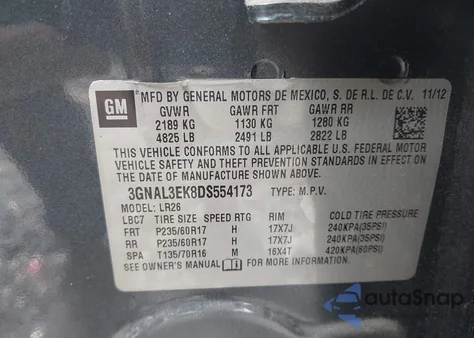 GM
MFD BY GENERAL MOTORS DE MEXICO, S. DE R.L. DE C.V. 11/12
GVWR GAWR FRT GAWR RR
2189 KG 1130 KG 1280 KG
4825 LB 2491 LB 2822 LB
THIS VEHICLE CONFORMS TO ALL APPLICABLE U.S. FEDERAL MOTOR
VEHICLE SAFETY AND THEFT PREVENTION STANDARDS IN EFFECT ON
THE DATE OF MANUFACTURE SHOWN ABOVE.
3GNAL3EK8DS554173 TYPE: M.P.V.
MODEL: LR26
LBC7 TIRE SIZE SPEED RTG RIM COLD TIRE PRESSURE
FRT P235/60R17 H 17X7J 240KPA(35PSI)
RR P235/60R17 H 17X7J 240KPA(35PSI)
SPA T135/70R16 M 16X4T 420KPA(60PSI)
SEE OWNER'S MANUAL FOR ADDITIONAL INFORMATION.
autoSnap